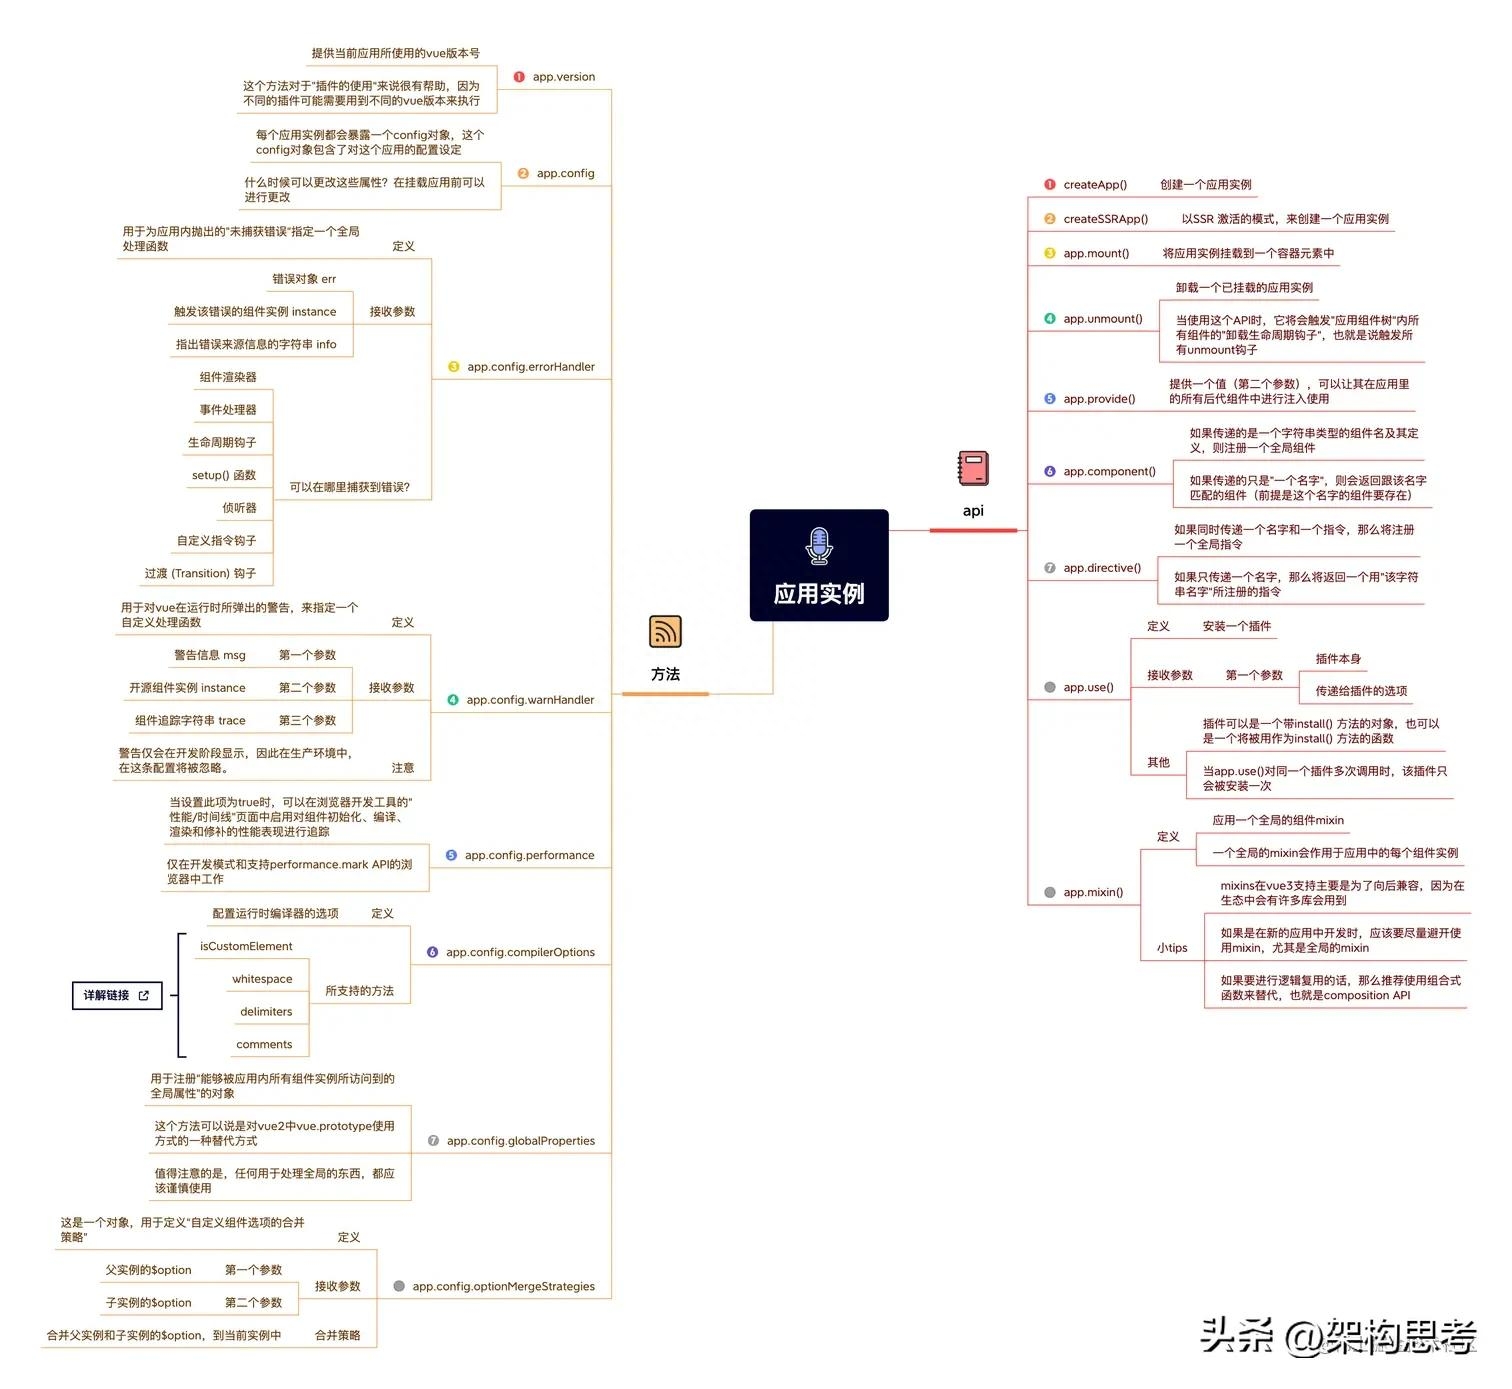 应用实例
api
1 createApp() 创建一个应用实例
2 createSSRApp() 以SSR 激活的模式，来创建一个应用实例
3 app.mount() 将应用实例挂载到一个容器元素中
4 app.unmount()
卸载一个已挂载的应用实例
当使用这个API时，它将会触发"应用组件树"内所
有组件的"卸载生命周期钩子"，也就是说触发所
有unmount钩子
5 app.provide()
提供一个值（第二个参数），可以让其在应用里
的所有后代组件中进行注入使用
6 app.component()
如果传递的是一个字符串类型的组件名及其定
义，则注册一个全局组件
如果传递的只是"一个名字"，则会返回跟该名字
匹配的组件（前提是这个名字的组件要存在）
7 app.directive()
如果同时传递一个名字和一个指令，那么将注册
一个全局指令
如果只传递一个名字，那么将返回一个用"该字符
串名字"所注册的指令
app.use()
定义 安装一个插件
接收参数 第一个参数
插件本身
传递给插件的选项
其他
插件可以是一个带install() 方法的对象，也可以
是一个将被用作为install() 方法的函数
当app.use()对同一个插件多次调用时，该插件只
会被安装一次
app.mixin()
定义
应用一个全局的组件mixin
一个全局的mixin会作用于应用中的每个组件实例
小tips
mixins在vue3支持主要是为了向后兼容，因为在
生态中会有许多库会用到
如果是在新的应用中开发时，应该要尽量避开使
用mixin，尤其是全局的mixin
如果要进行逻辑复用的话，那么推荐使用组合式
函数来替代，也就是composition API
方法
1 app.version
提供当前应用所使用的vue版本号
这个方法对于"插件的使用"来说很有帮助，因为
不同的插件可能需要用到不同的vue版本来执行
2 app.config
每个应用实例都会暴露一个config对象，这个
config对象包含了对这个应用的配置设定
什么时候可以更改这些属性？在挂载应用前可以
进行更改
3 app.config.errorHandler
定义
用于为应用内抛出的"未捕获错误"指定一个全局
处理函数
接收参数
错误对象 err
触发该错误的组件实例 instance
指出错误来源信息的字符串 info
可以在哪里捕获到错误？
组件渲染器
事件处理器
生命周期钩子
setup() 函数
侦听器
自定义指令钩子
过渡 (Transition) 钩子
4 app.config.warnHandler
定义
用于对vue在运行时所弹出的警告，来指定一个
自定义处理函数
接收参数
警告信息 msg 第一个参数
开源组件实例 instance 第二个参数
组件追踪字符串 trace 第三个参数
注意
警告仅会在开发阶段显示，因此在生产环境中，
在这条配置将被忽略。
5 app.config.performance
当设置此项为true时，可以在浏览器开发工具的"
性能/时间线"页面中启用对组件初始化、编译、
渲染和修补的性能表现进行追踪
仅在开发模式和支持performance.mark API的浏
览器中工作
6 app.config.compilerOptions
配置运行时编译器的选项 定义
所支持的方法
isCustomElement
whitespace
delimiters
comments
详解链接
7 app.config.globalProperties
用于注册"能够被应用内所有组件实例所访问到的
全局属性"的对象
这个方法可以说是对vue2中vue.prototype使用
方式的一种替代方式
值得注意的是，任何用于处理全局的东西，都应
该谨慎使用
app.config.optionMergeStrategies
定义
这是一个对象，用于定义"自定义组件选项的合并
策略"
接收参数
父实例的$option 第一个参数
子实例的$option 第二个参数
合并父实例和子实例的$option，到当前实例中 合并策略
头条 @架构思考